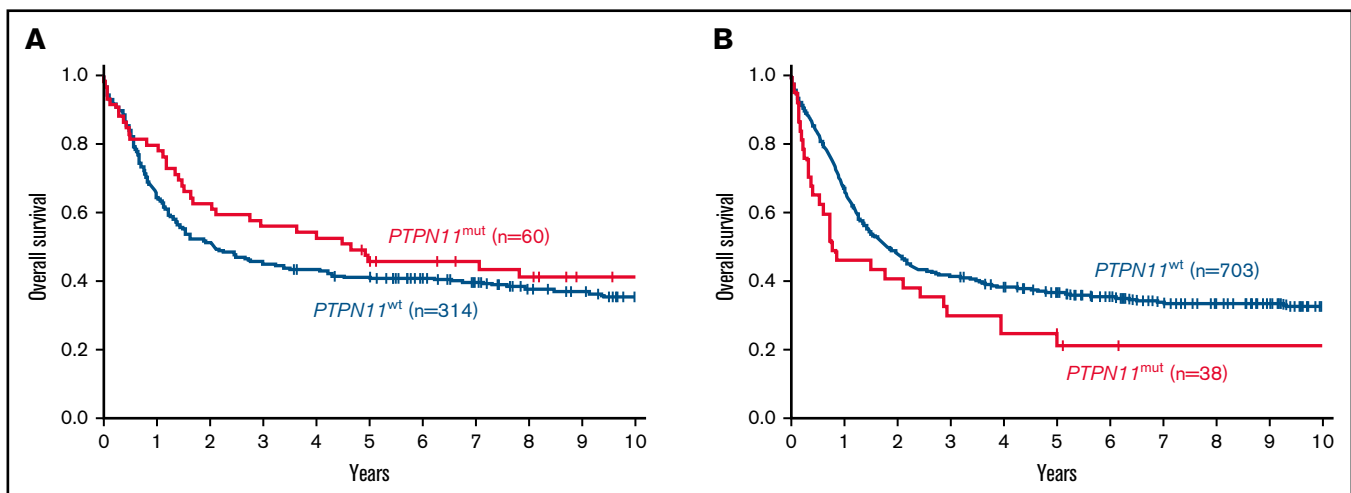 A
Overall survival
1.0
0.8
0.6
0.4
0.2
0.0
PTPN11mut (n=60)
PTPN11wt (n=314)
0 1 2 3 4 5 6 7 8 9 10
Years
B
Overall survival
1.0
0.8
0.6
0.4
0.2
0.0
PTPN11wt (n=703)
PTPN11mut (n=38)
0 1 2 3 4 5 6 7 8 9 10
Years